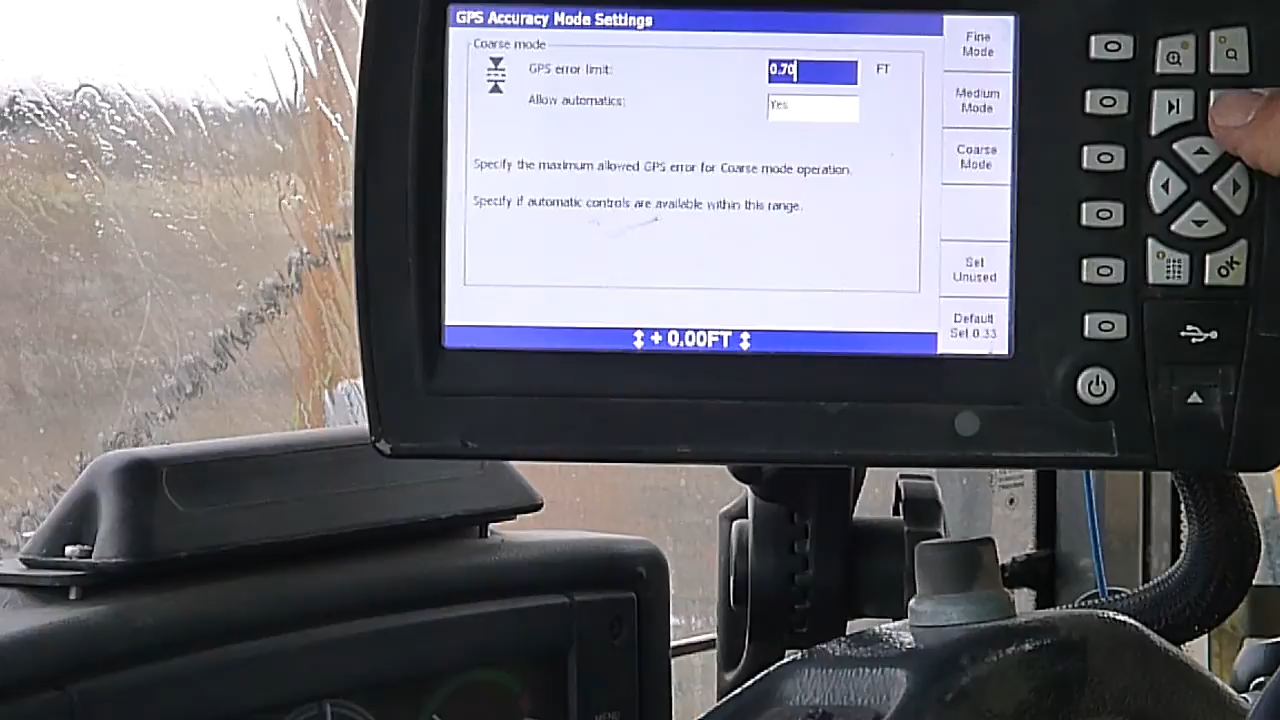 GPS Accuracy Mode Settings
Coarse mode
GPS error limit:
0.70
FT
Allow automatics:
Yes
Specify the maximum allowed GPS error for Coarse mode operation.
Specify if automatic controls are available within this range.
+ 0.00FT
Fine
Mode
Medium
Mode
Coarse
Mode
Set
Unused
Default
Set 0.33
OK
MENU